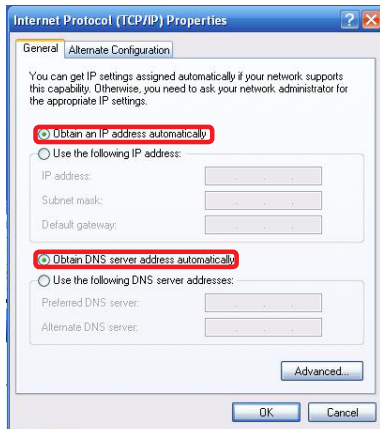 Internet Protocol (TCP/IP) Properties
General
Alternate Configuration
You can get IP settings assigned automatically if your network supports
this capability. Otherwise, you need to ask your network administrator for
the appropriate IP settings.
Obtain an IP address automatically
Use the following IP address:
IP address:
Subnet mask:
Default gateway:
Obtain DNS server address automatically
Use the following DNS server addresses:
Preferred DNS server:
Alternate DNS server:
Advanced...
OK
Cancel